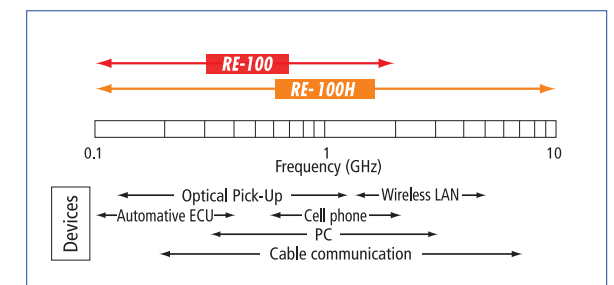 RE-100
RE-100H
0.1 1 10
Frequency (GHz)
Devices
Optical Pick-Up Wireless LAN
Automative ECU Cell phone
PC
Cable communication